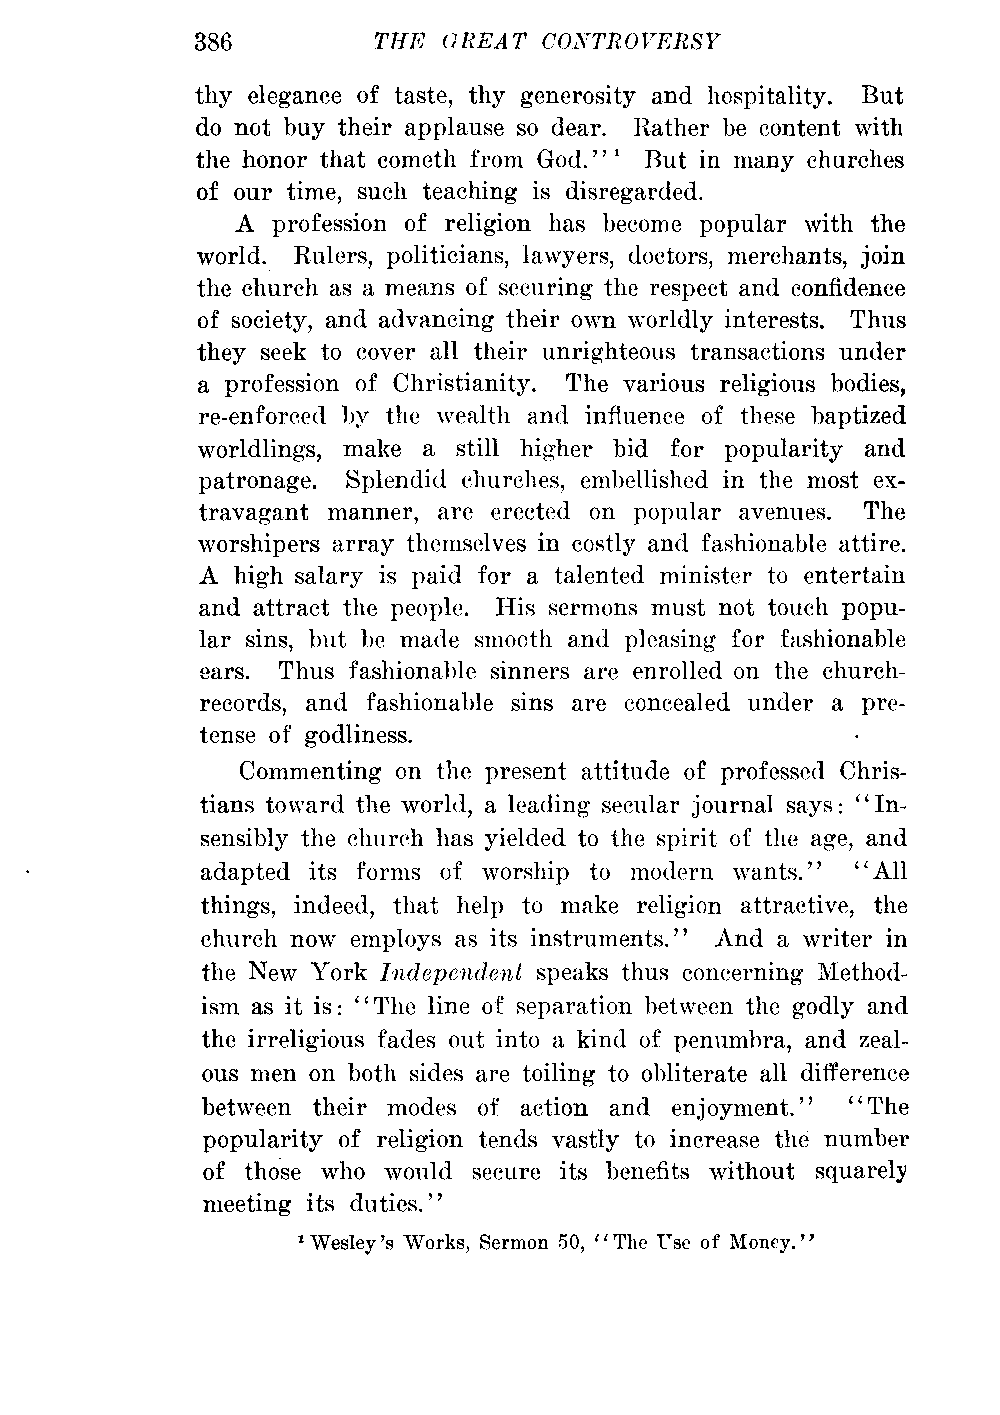 386 THE GREAT CONTROVERSY
thy elegance of taste, thy generosity and hospitality. But
do not buy their applause so dear. Rather be content with
the honor that cometh from God."¹ But in many churches
of our time, such teaching is disregarded.
A profession of religion has become popular with the
world. Rulers, politicians, lawyers, doctors, merchants, join
the church as a means of securing the respect and confidence
of society, and advancing their own worldly interests. Thus
they seek to cover all their unrighteous transactions under
a profession of Christianity. The various religious bodies,
re-enforced by the wealth and influence of these baptized
worldlings, make a still higher bid for popularity and
patronage. Splendid churches, embellished in the most ex-
travagant manner, are erected on popular avenues. The
worshipers array themselves in costly and fashionable attire.
A high salary is paid for a talented minister to entertain
and attract the people. His sermons must not touch popu-
lar sins, but be made smooth and pleasing for fashionable
ears. Thus fashionable sinners are enrolled on the church-
records, and fashionable sins are concealed under a pre-
tense of godliness.
Commenting on the present attitude of professed Chris-
tians toward the world, a leading secular journal says: "In-
sensibly the church has yielded to the spirit of the age, and
adapted its forms of worship to modern wants." "All
things, indeed, that help to make religion attractive, the
church now employs as its instruments." And a writer in
the New York Independent speaks thus concerning Method-
ism as it is: "The line of separation between the godly and
the irreligious fades out into a kind of penumbra, and zeal-
ous men on both sides are toiling to obliterate all difference
between their modes of action and enjoyment." "The
popularity of religion tends vastly to increase the number
of those who would secure its benefits without squarely
meeting its duties."
¹ Wesley's Works, Sermon 50, "The Use of Money."